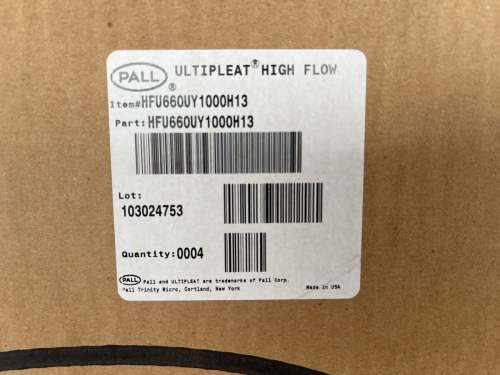 PALL ® ULTIPLEAT® HIGH FLOW
Item#HFU660UY1000H13
Part:HFU660UY1000H13
Lot:
103024753
Quantity:0004
PALL Pall and ULTIPLEAT are trademarks of Pall Corp.
Pall Trinity Micro, Cortland, New York
Made in USA